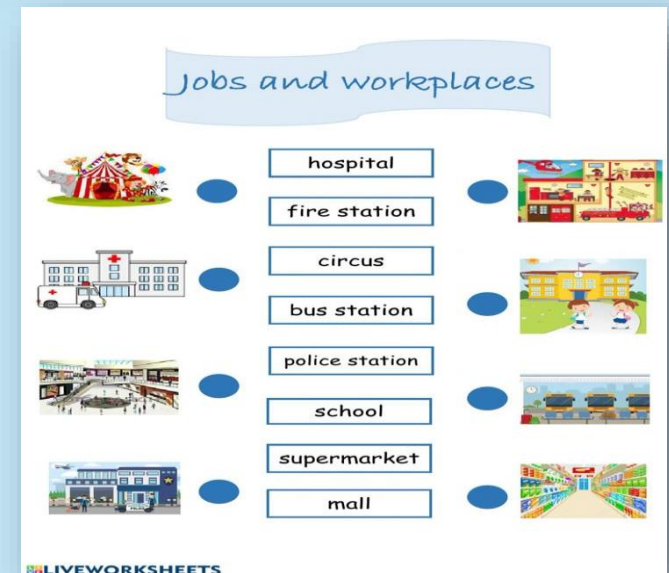 Jobs and workplaces
hospital
fire station
circus
bus station
police station
school
supermarket
mall
LIVEWORKSHEETS